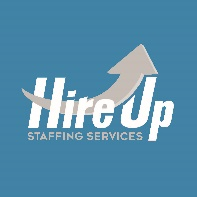 Hire Up
STAFFING SERVICES